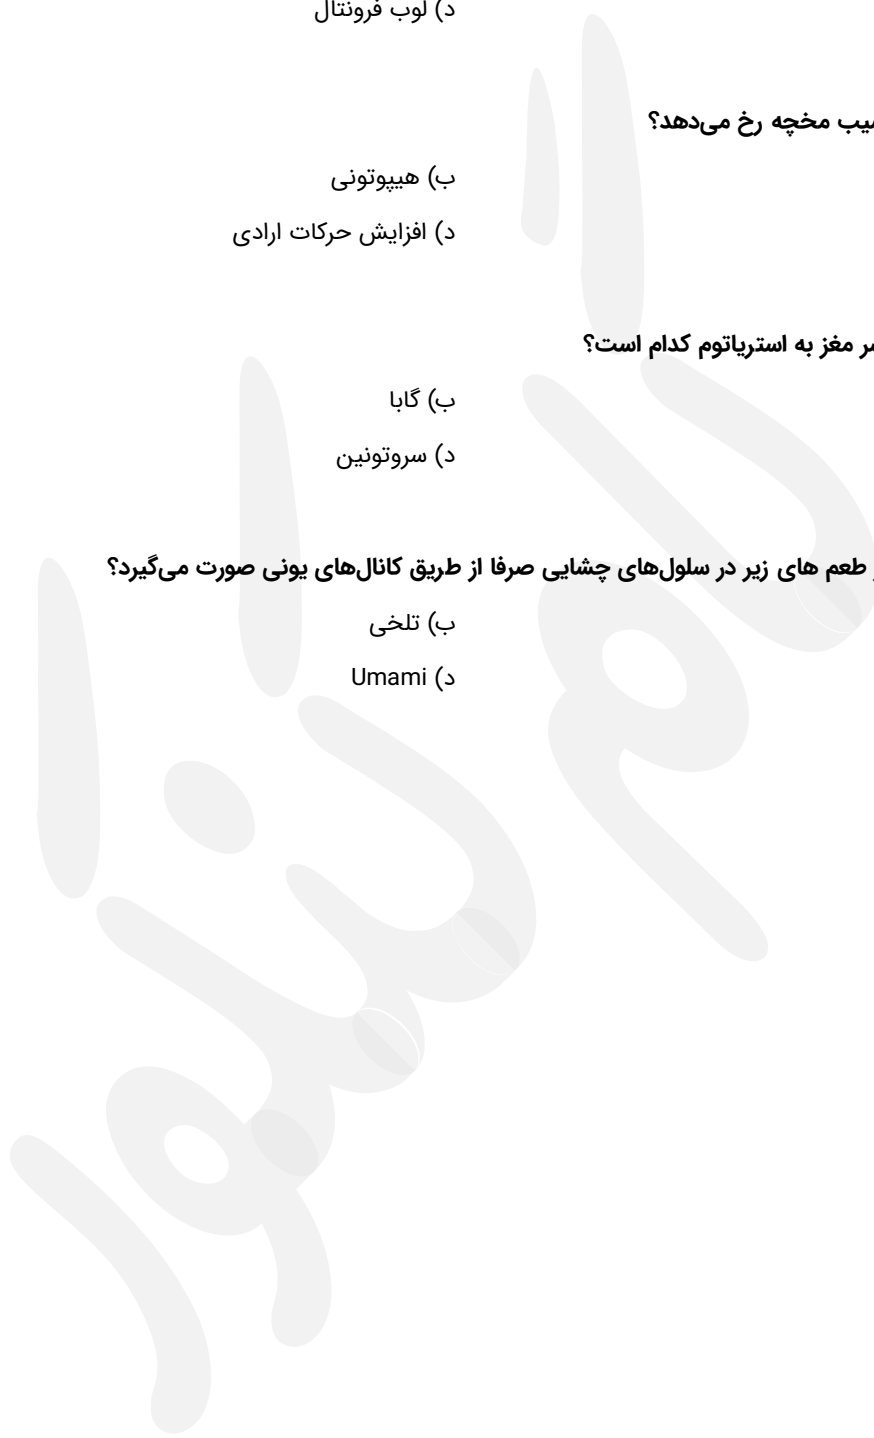 د) لوب فرونتال
مخچه رخ می‌دهد؟
ب) هیپوتونی
د) افزایش حرکات ارادی
مغز به استریاتوم کدام است؟
ب) گابا
د) سروتونین
طعم های زیر در سلول‌های چشایی صرفا از طریق کانال‌های یونی صورت می‌گیرد؟
ب) تلخی
د) Umami